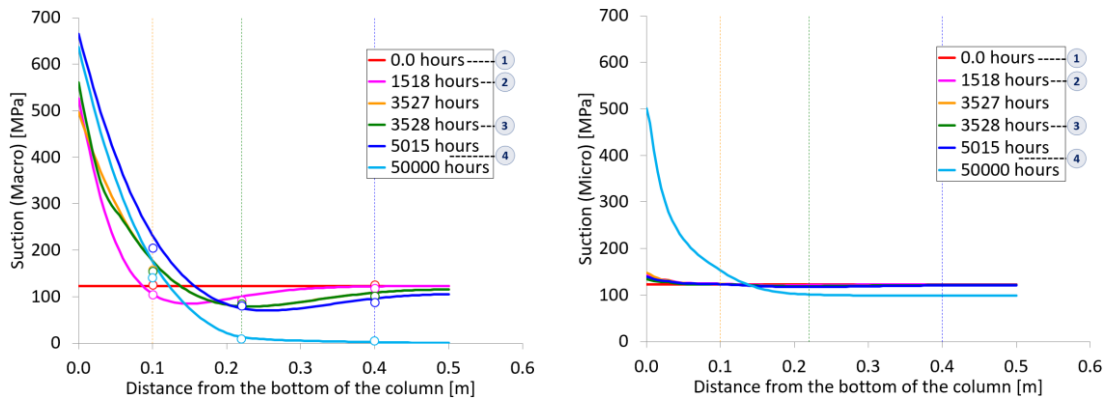 Suction (Macro) [MPa]
700
600
500
400
300
200
100
0
0.0 0.1 0.2 0.3 0.4 0.5 0.6
Distance from the bottom of the column [m]
0.0 hours 1
1518 hours 2
3527 hours
3528 hours 3
5015 hours
4
50000 hours
Suction (Micro) [MPa]
700
600
500
400
300
200
100
0
0.0 0.1 0.2 0.3 0.4 0.5 0.6
Distance from the bottom of the column [m]
0.0 hours 1
1518 hours 2
3527 hours
3528 hours 3
5015 hours
4
50000 hours